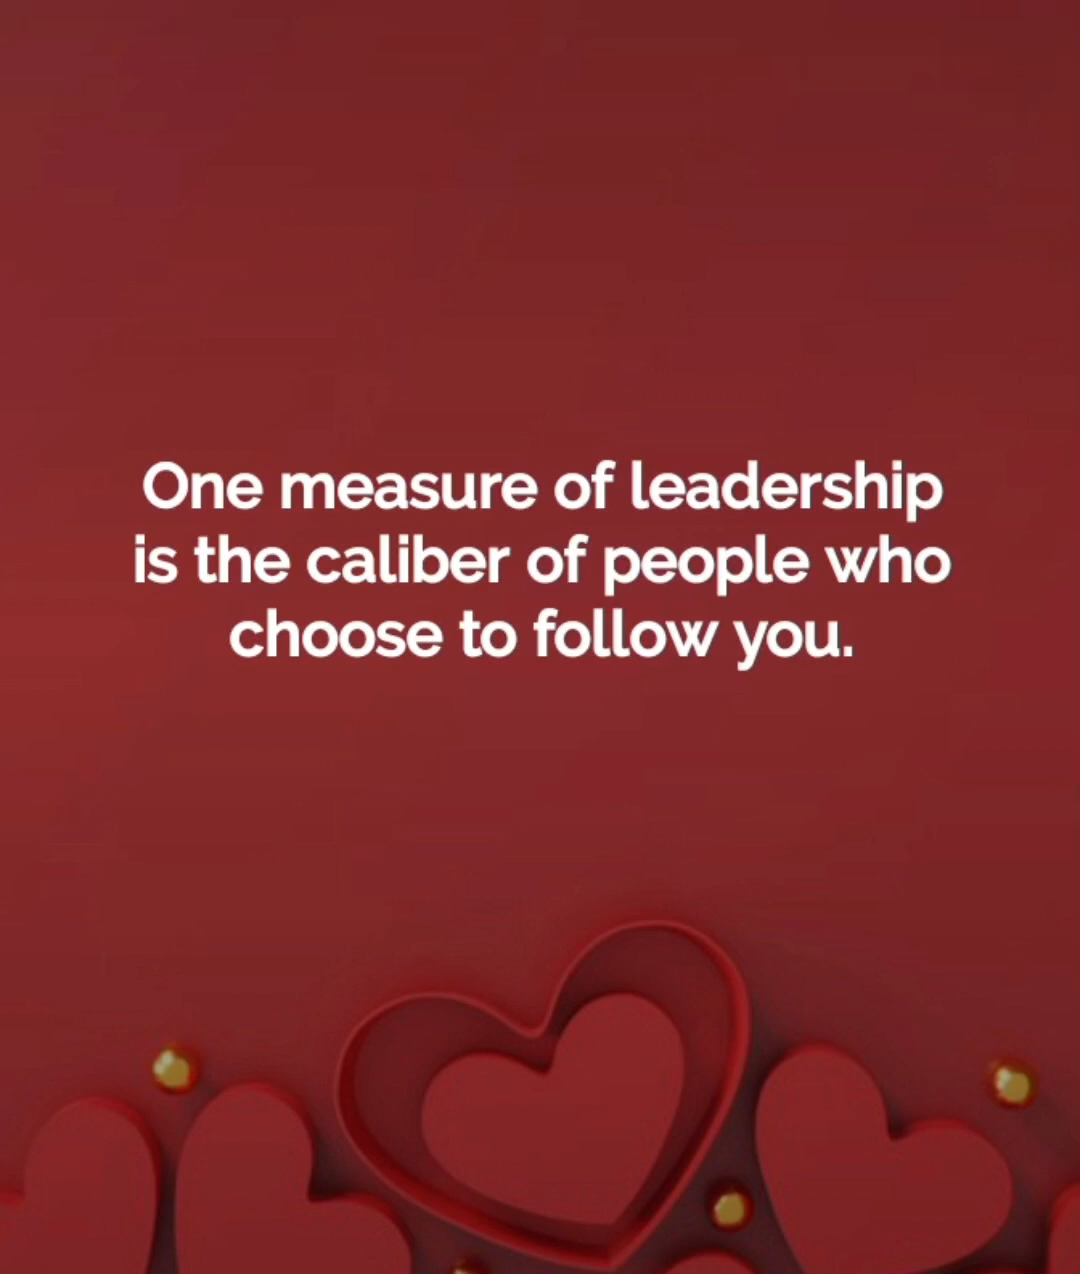 One measure of leadership
is the caliber of people who
choose to follow you.